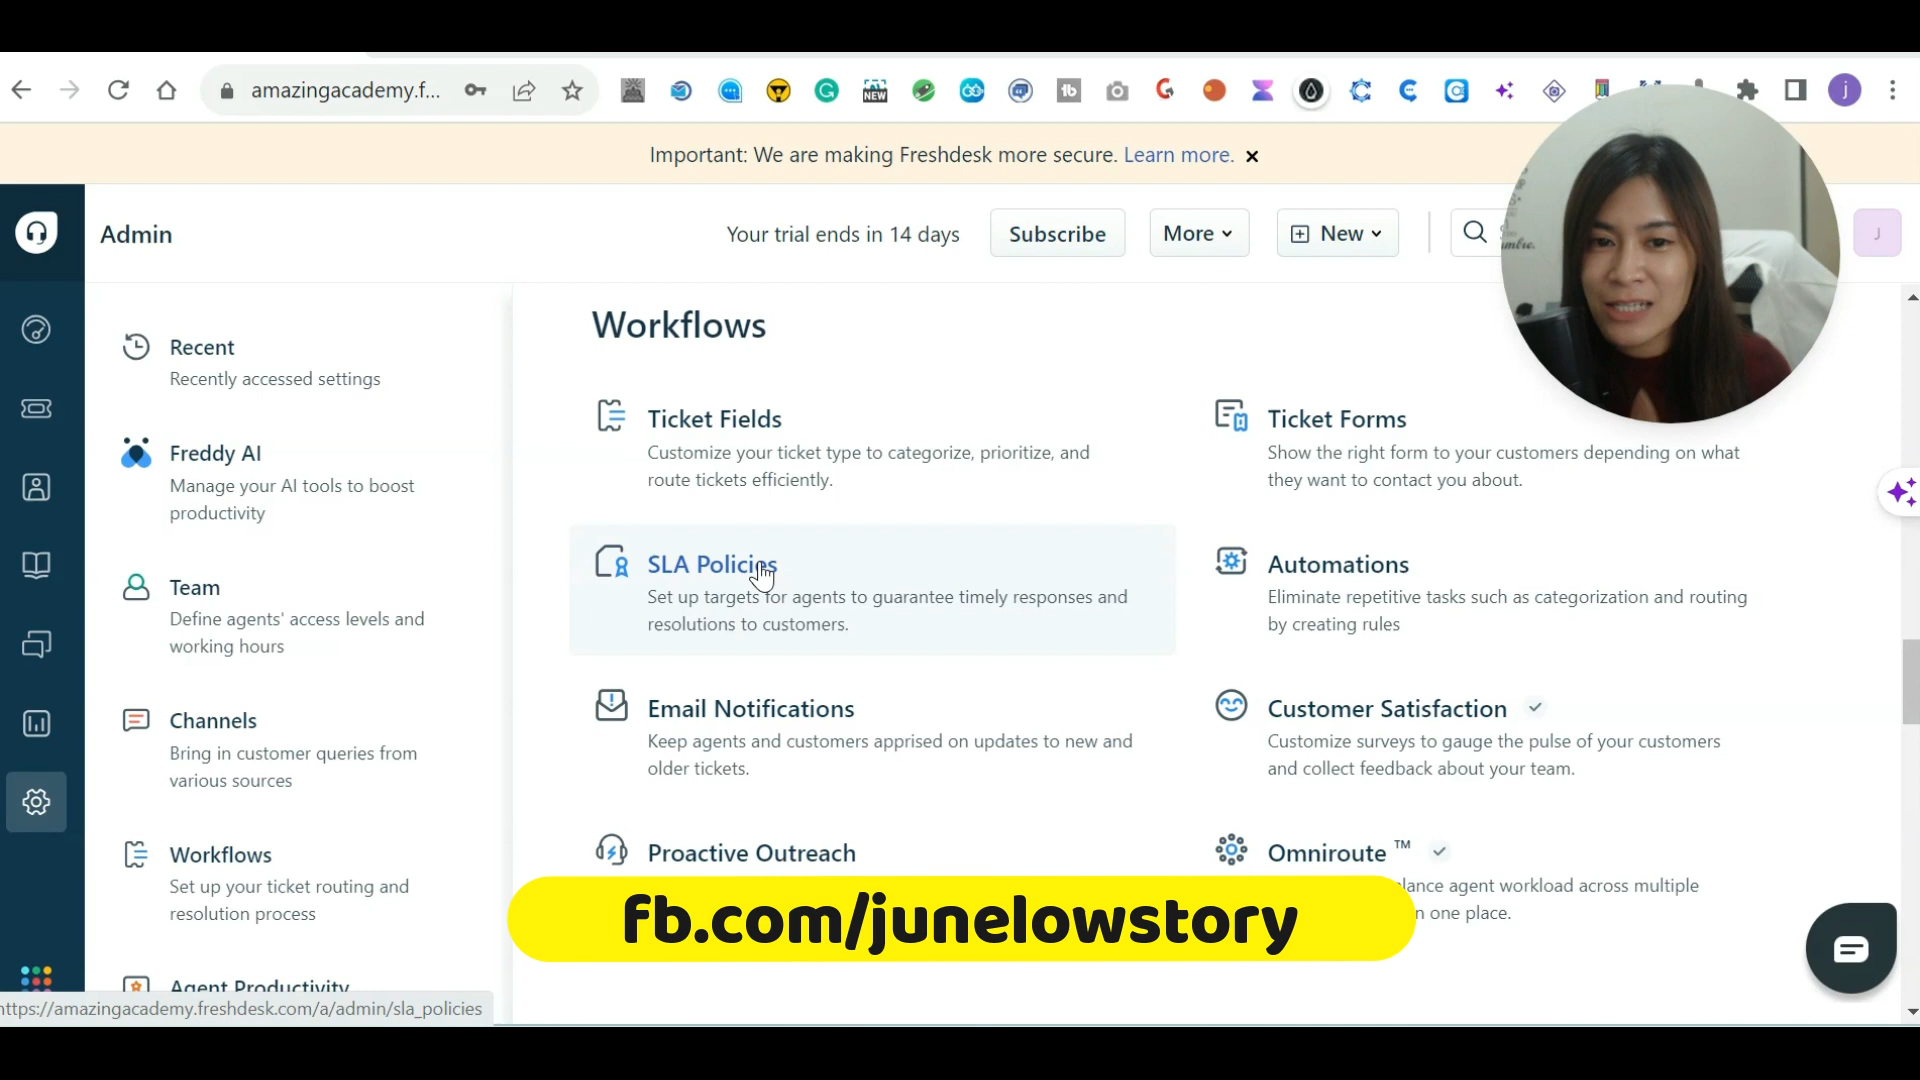 amazingacademy.f...
NEW
tb
j
Important: We are making Freshdesk more secure. Learn more.
Admin
Your trial ends in 14 days
Subscribe
More
New
J
Recent
Recently accessed settings
Freddy AI
Manage your AI tools to boost
productivity
Team
Define agents' access levels and
working hours
Channels
Bring in customer queries from
various sources
Workflows
Set up your ticket routing and
resolution process
Agent Productivity
Workflows
Ticket Fields
Customize your ticket type to categorize, prioritize, and
route tickets efficiently.
Ticket Forms
Show the right form to your customers depending on what
they want to contact you about.
SLA Policies
Set up targets for agents to guarantee timely responses and
resolutions to customers.
Automations
Eliminate repetitive tasks such as categorization and routing
by creating rules
Email Notifications
Keep agents and customers apprised on updates to new and
older tickets.
Customer Satisfaction
Customize surveys to gauge the pulse of your customers
and collect feedback about your team.
Proactive Outreach
Omniroute ™
agent workload across multiple
one place.
fb.com/junelowstory
https://amazingacademy.freshdesk.com/a/admin/sla_policies